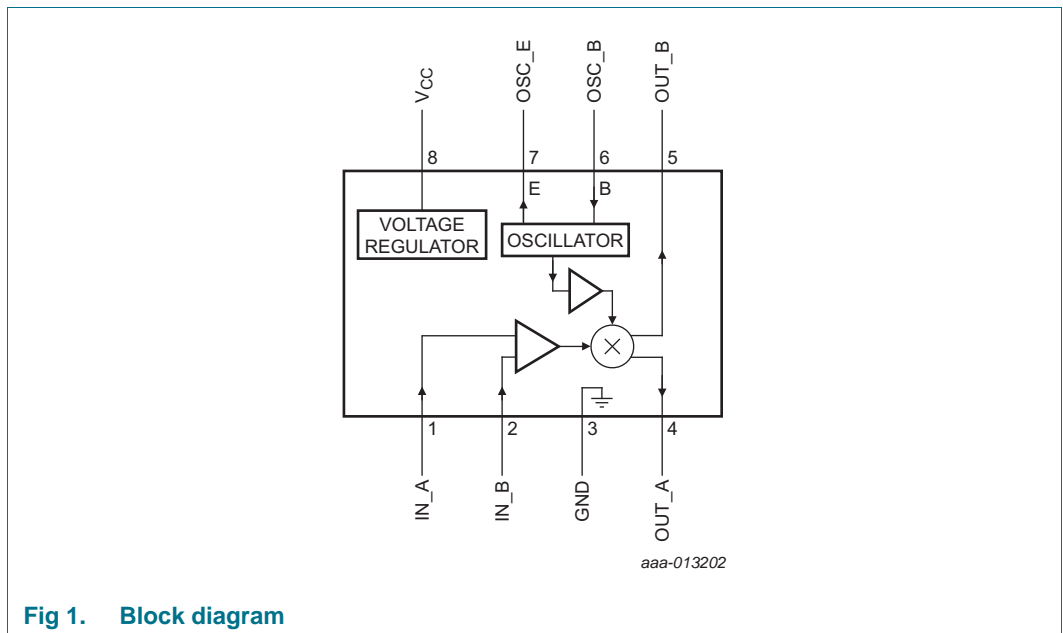 VCC
OSC_E
OSC_B
OUT_B
8
7
6
5
E
B
VOLTAGE
REGULATOR
OSCILLATOR
1
2
3
4
IN_A
IN_B
GND
OUT_A
aaa-013202
Fig 1. Block diagram